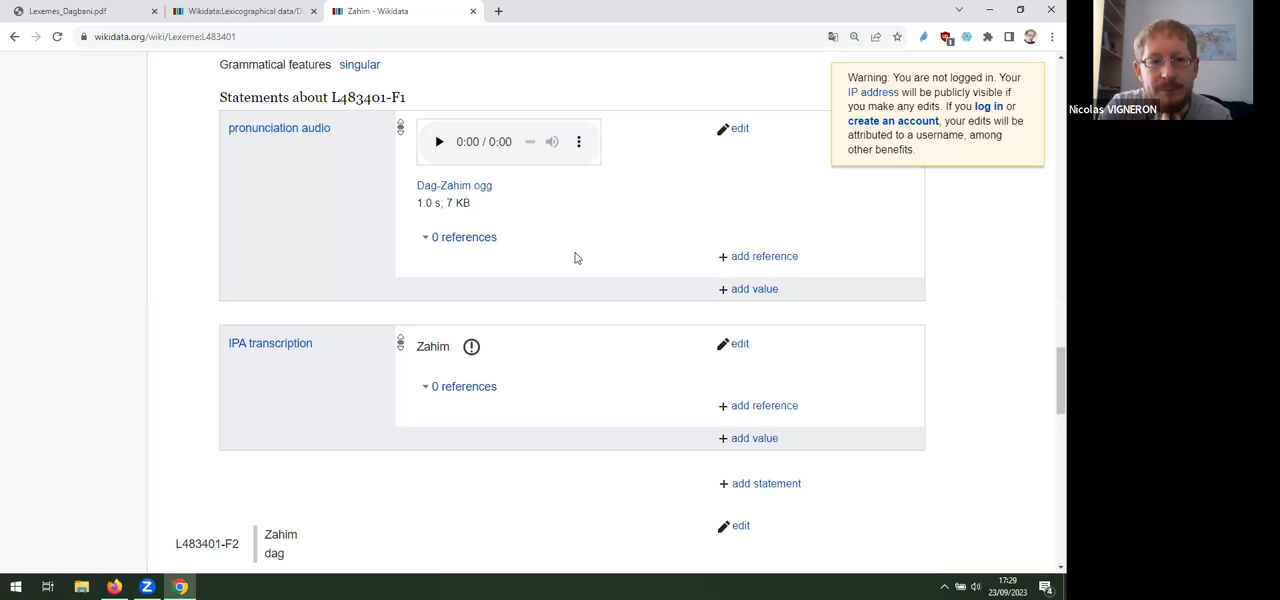 Lexemes_Dagbani.pdf
Wikidata:Lexicographical data/D
Zahim - Wikidata
wikidata.org/wiki/Lexeme:L483401
Grammatical features singular
Statements about L483401-F1
pronunciation audio
0:00 / 0:00
edit
Dag-Zahim.ogg
1.0 s; 7 KB
0 references
+ add reference
+ add value
IPA transcription
Zahim
edit
0 references
+ add reference
+ add value
+ add statement
L483401-F2
Zahim
dag
edit
Warning: You are not logged in. Your
IP address will be publicly visible if
you make any edits. If you log in or
create an account, your edits will be
attributed to a username, among
other benefits.
Nicolas VIGNERON
17:29
23/09/2023